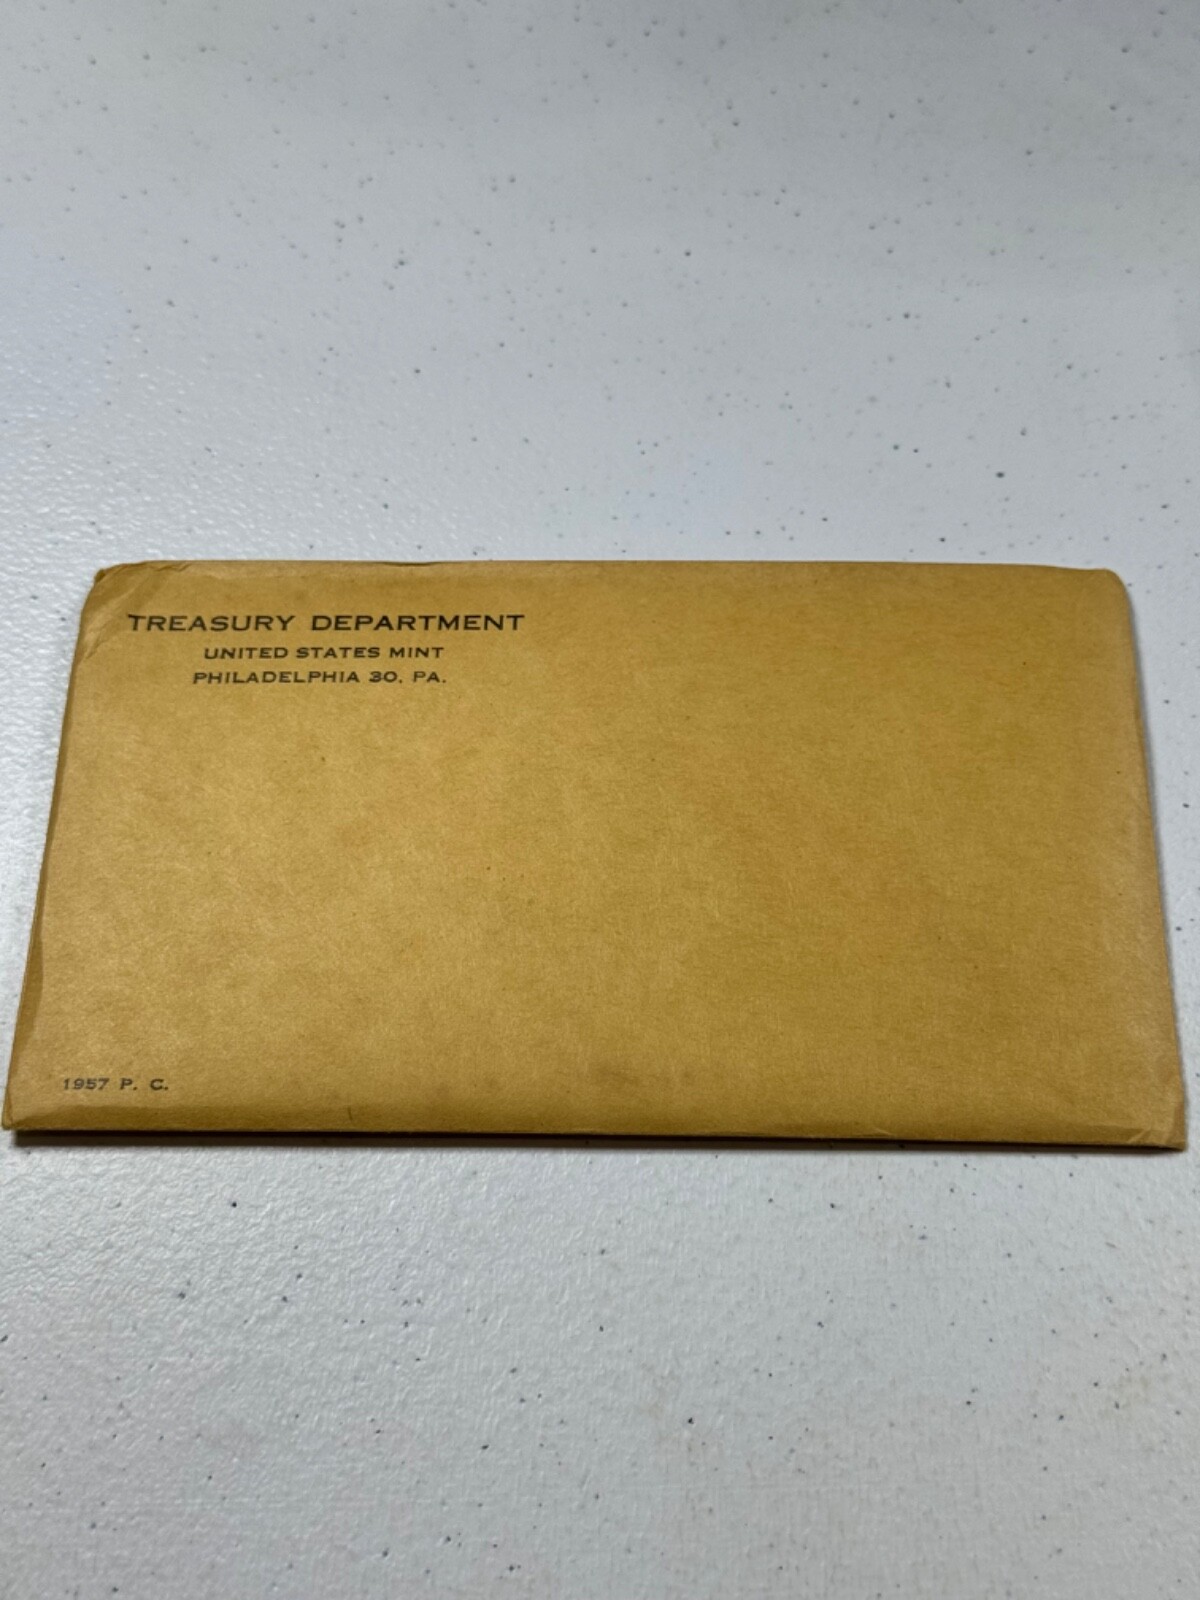 TREASURY DEPARTMENT
UNITED STATES MINT
PHILADELPHIA 30, PA.
1957 P. C.